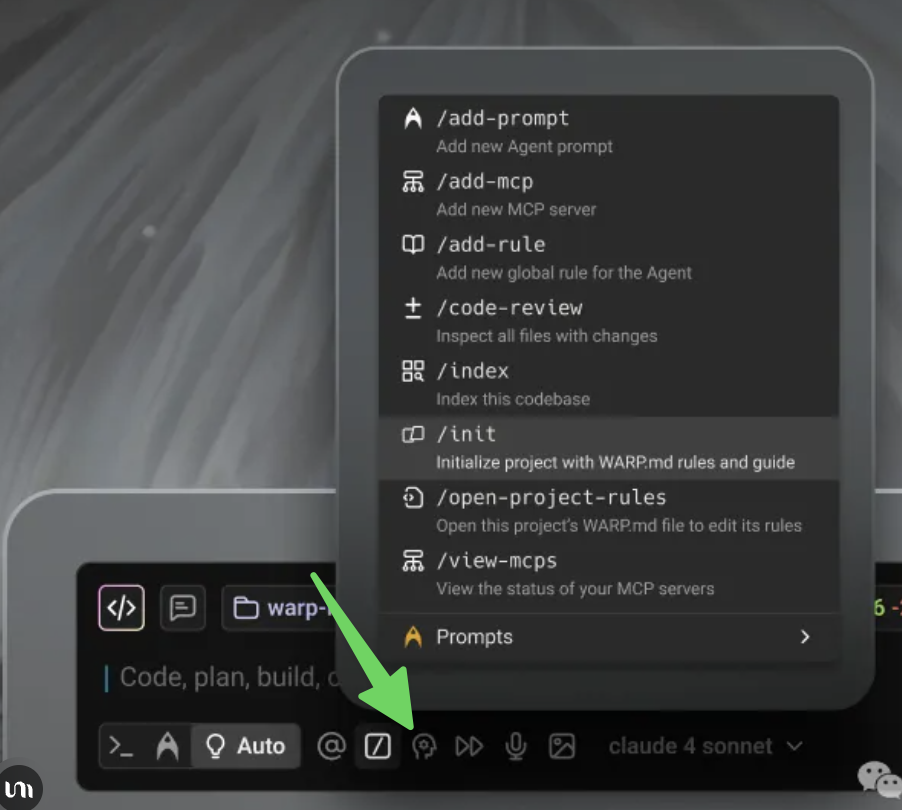 /add-prompt
Add new Agent prompt
/add-mcp
Add new MCP server
/add-rule
Add new global rule for the Agent
/code-review
Inspect all files with changes
/index
Index this codebase
/init
Initialize project with WARP.md rules and guide
/open-project-rules
Open this project's WARP.md file to edit its rules
/view-mcps
View the status of your MCP servers
Prompts
warp-
6 -
Code, plan, build,
Auto
claude 4 sonnet